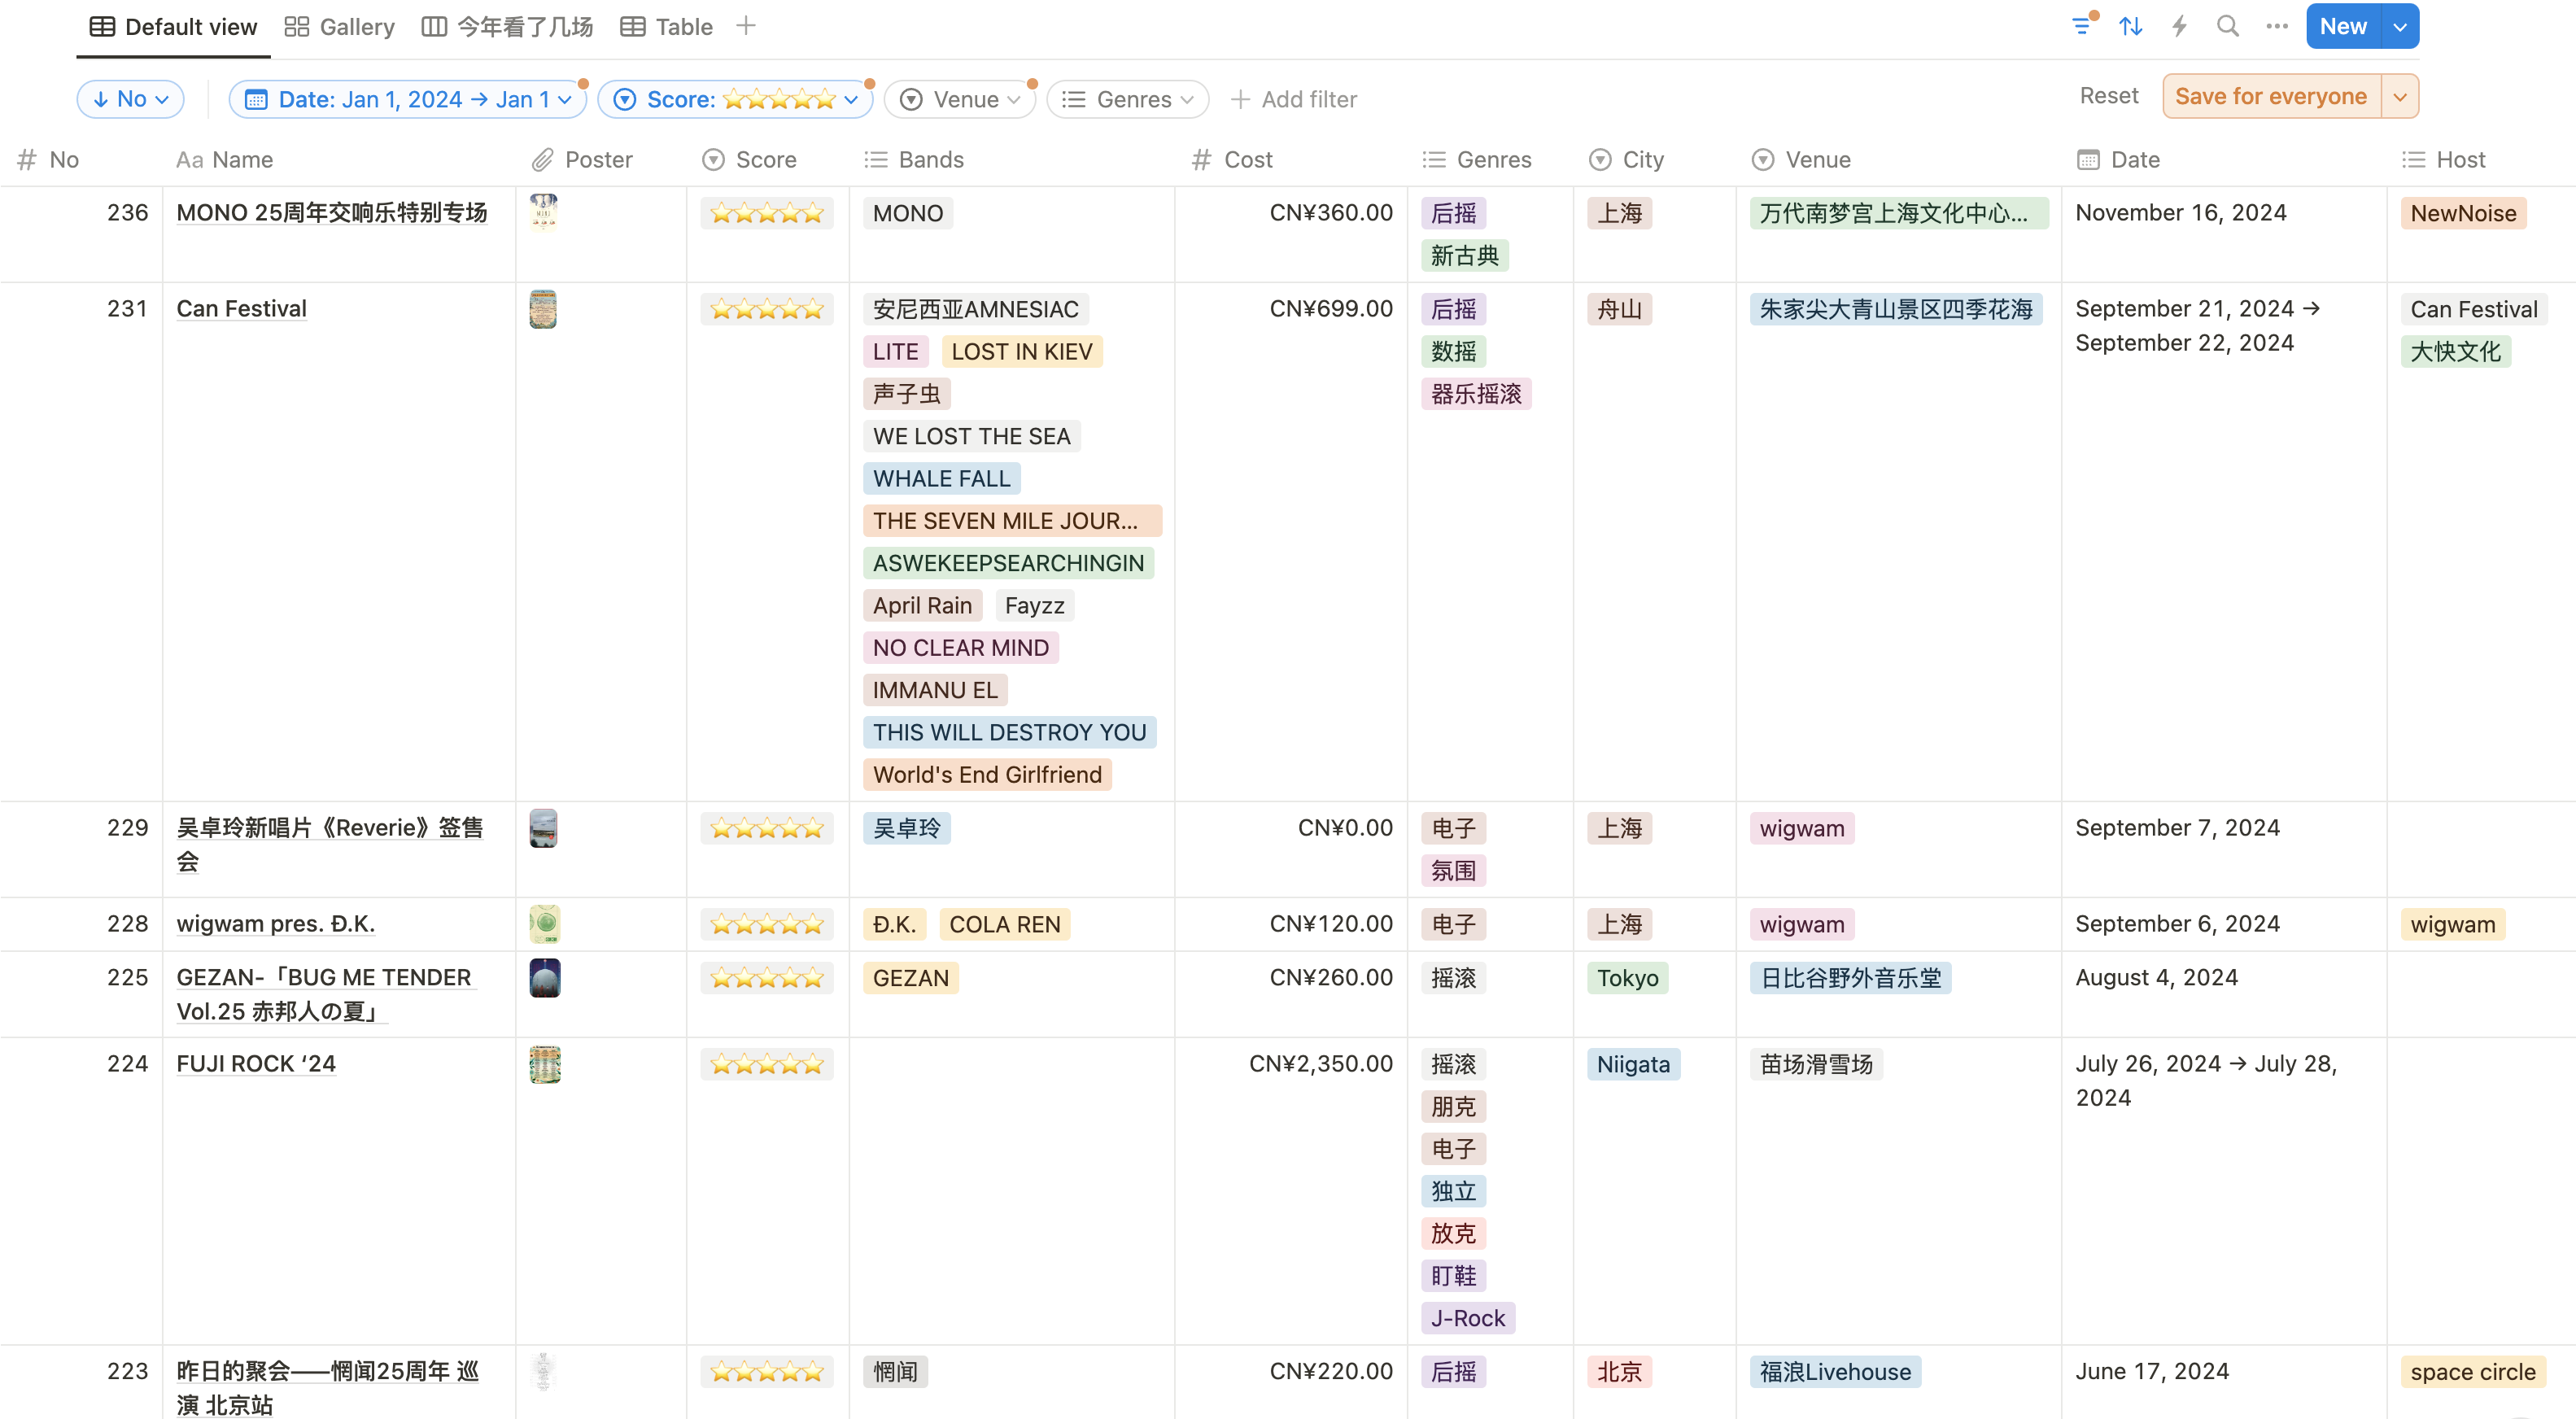 Default view Gallery 今年看了几场 Table New
No Date: Jan 1, 2024 → Jan 1 Score: ⭐⭐⭐⭐⭐ Venue Genres Add filter Reset Save for everyone
# No Aa Name Poster Score Bands # Cost Genres City Venue Date Host
236 MONO 25周年交响乐特别专场 ⭐⭐⭐⭐⭐ MONO CN¥360.00 后摇 上海 万代南梦宫上海文化中心... November 16, 2024 NewNoise
新古典
231 Can Festival ⭐⭐⭐⭐⭐ 安尼西亚AMNESIAC CN¥699.00 后摇 舟山 朱家尖大青山景区四季花海 September 21, 2024 → Can Festival
LITE LOST IN KIEV 数摇 September 22, 2024 大快文化
声子虫 器乐摇滚
WE LOST THE SEA
WHALE FALL
THE SEVEN MILE JOUR...
ASWEKEEPSEARCHINGIN
April Rain Fayzz
NO CLEAR MIND
IMMANU EL
THIS WILL DESTROY YOU
World's End Girlfriend
229 吴卓玲新唱片《Reverie》签售 ⭐⭐⭐⭐⭐ 吴卓玲 CN¥0.00 电子 上海 wigwam September 7, 2024
会 氛围
228 wigwam pres. Đ.K. ⭐⭐⭐⭐⭐ Đ.K. COLA REN CN¥120.00 电子 上海 wigwam September 6, 2024 wigwam
225 GEZAN-「BUG ME TENDER ⭐⭐⭐⭐⭐ GEZAN CN¥260.00 摇滚 Tokyo 日比谷野外音乐堂 August 4, 2024
Vol.25 赤邦人の夏」
224 FUJI ROCK ‘24 ⭐⭐⭐⭐⭐ CN¥2,350.00 摇滚 Niigata 苗场滑雪场 July 26, 2024 → July 28,
朋克 2024
电子
独立
放克
盯鞋
J-Rock
223 昨日的聚会——惘闻25周年 巡 ⭐⭐⭐⭐⭐ 惘闻 CN¥220.00 后摇 北京 福浪Livehouse June 17, 2024 space circle
演 北京站